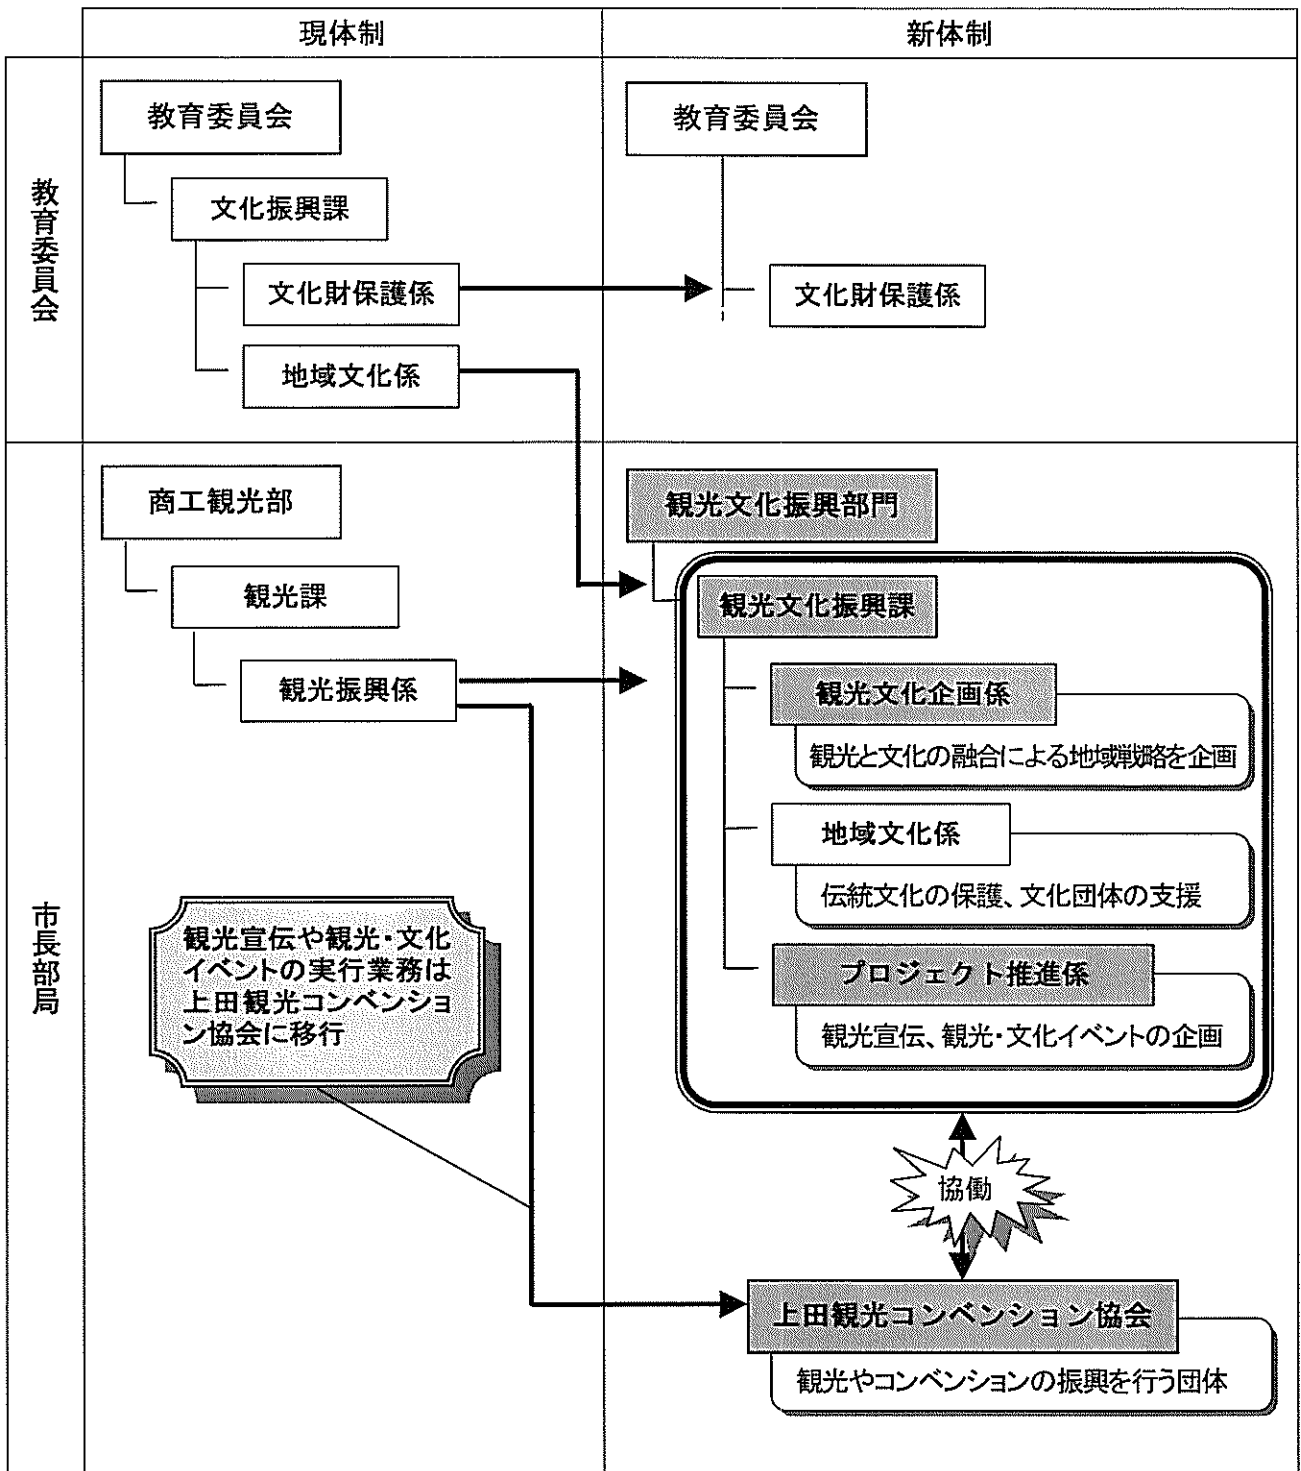 現体制
新体制
教育委員会
教育委員会
文化振興課
文化財保護係
地域文化係
教育委員会
文化財保護係
市長部局
商工観光部
観光課
観光振興係
観光宣伝や観光・文化
イベントの実行業務は
上田観光コンベンショ
ン協会に移行
観光文化振興部門
観光文化振興課
観光文化企画係
観光と文化の融合による地域戦略を企画
地域文化係
伝統文化の保護、文化団体の支援
プロジェクト推進係
観光宣伝、観光・文化イベントの企画
協働
上田観光コンベンション協会
観光やコンベンションの振興を行う団体